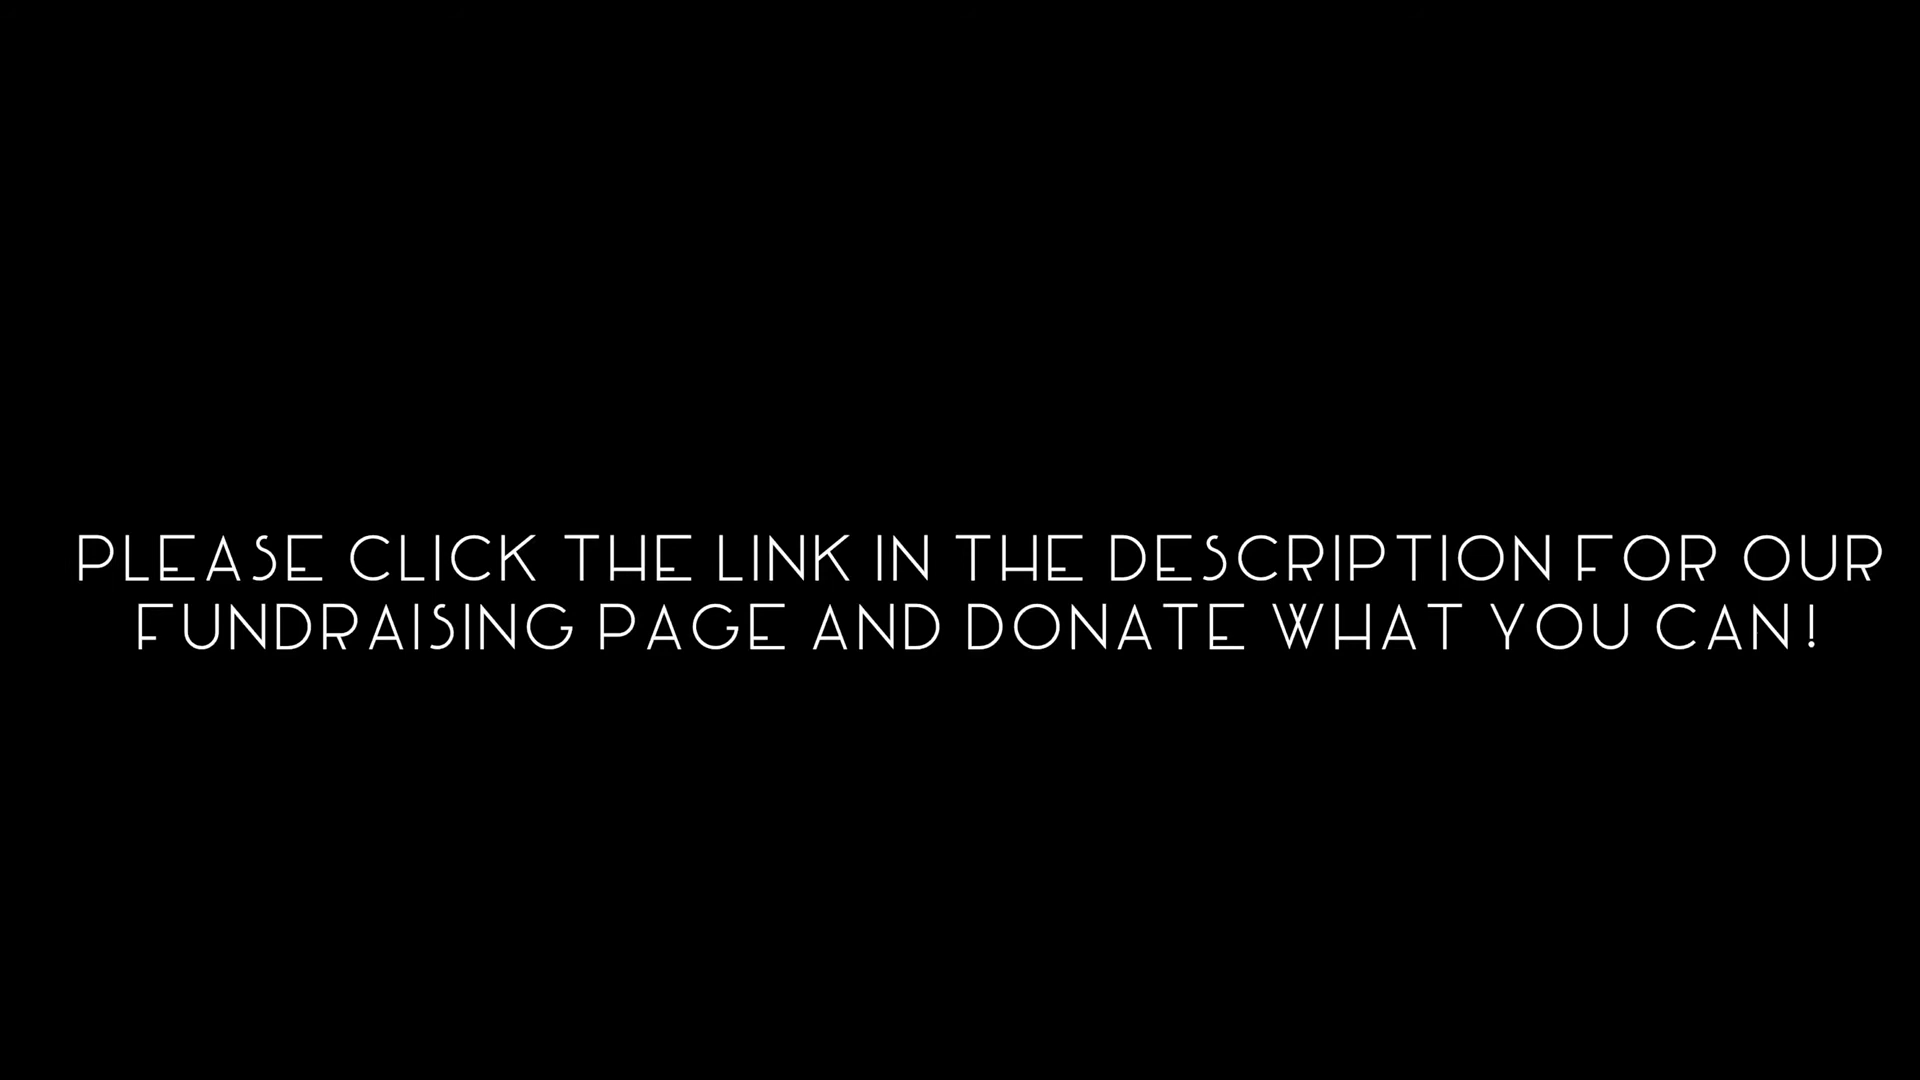 PLEASE CLICK THE LINK IN THE DESCRIPTION FOR OUR
FUNDRAISING PAGE AND DONATE WHAT YOU CAN!